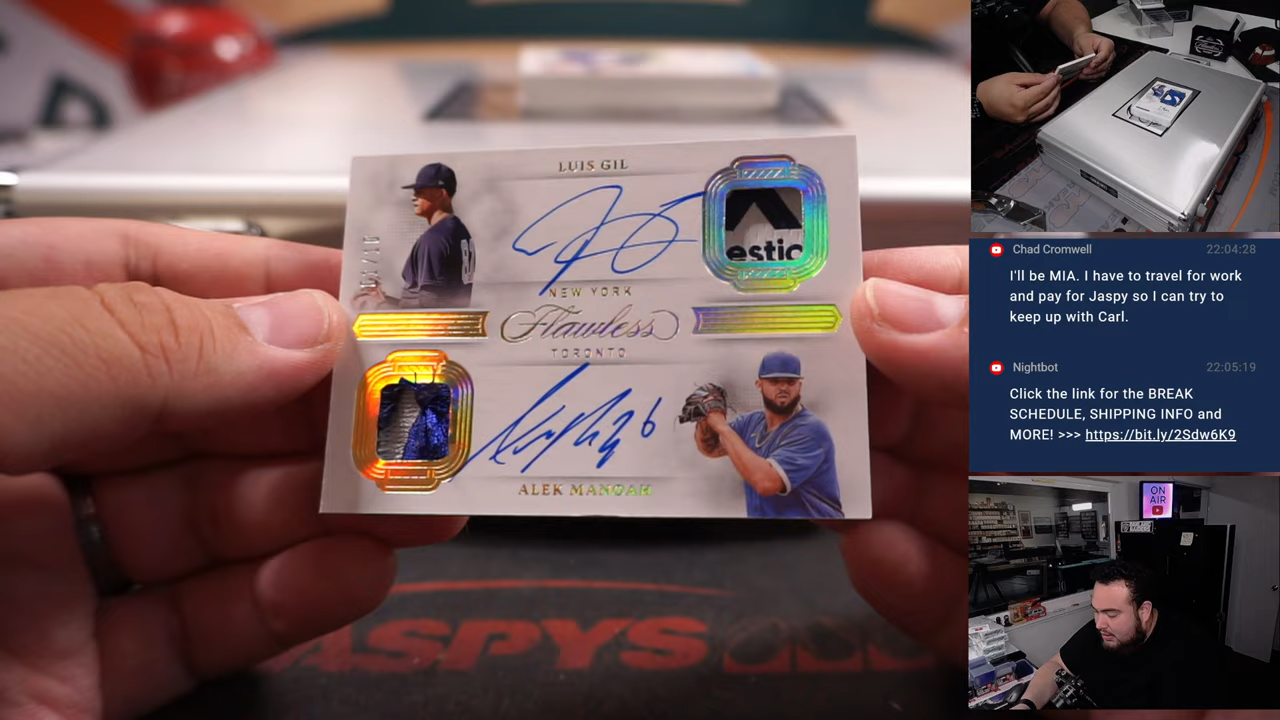 LUIS GIL
estic
NEW YORK
Flawless
TORONTO
26
ALEK MANOAH
ASPYS
Chad Cromwell 22:04:28
I'll be MIA. I have to travel for work
and pay for Jaspy so I can try to
keep up with Carl.
Nightbot 22:05:19
Click the link for the BREAK
SCHEDULE, SHIPPING INFO and
MORE! >>> https://bit.ly/2Sdw6K9
ON
AIR